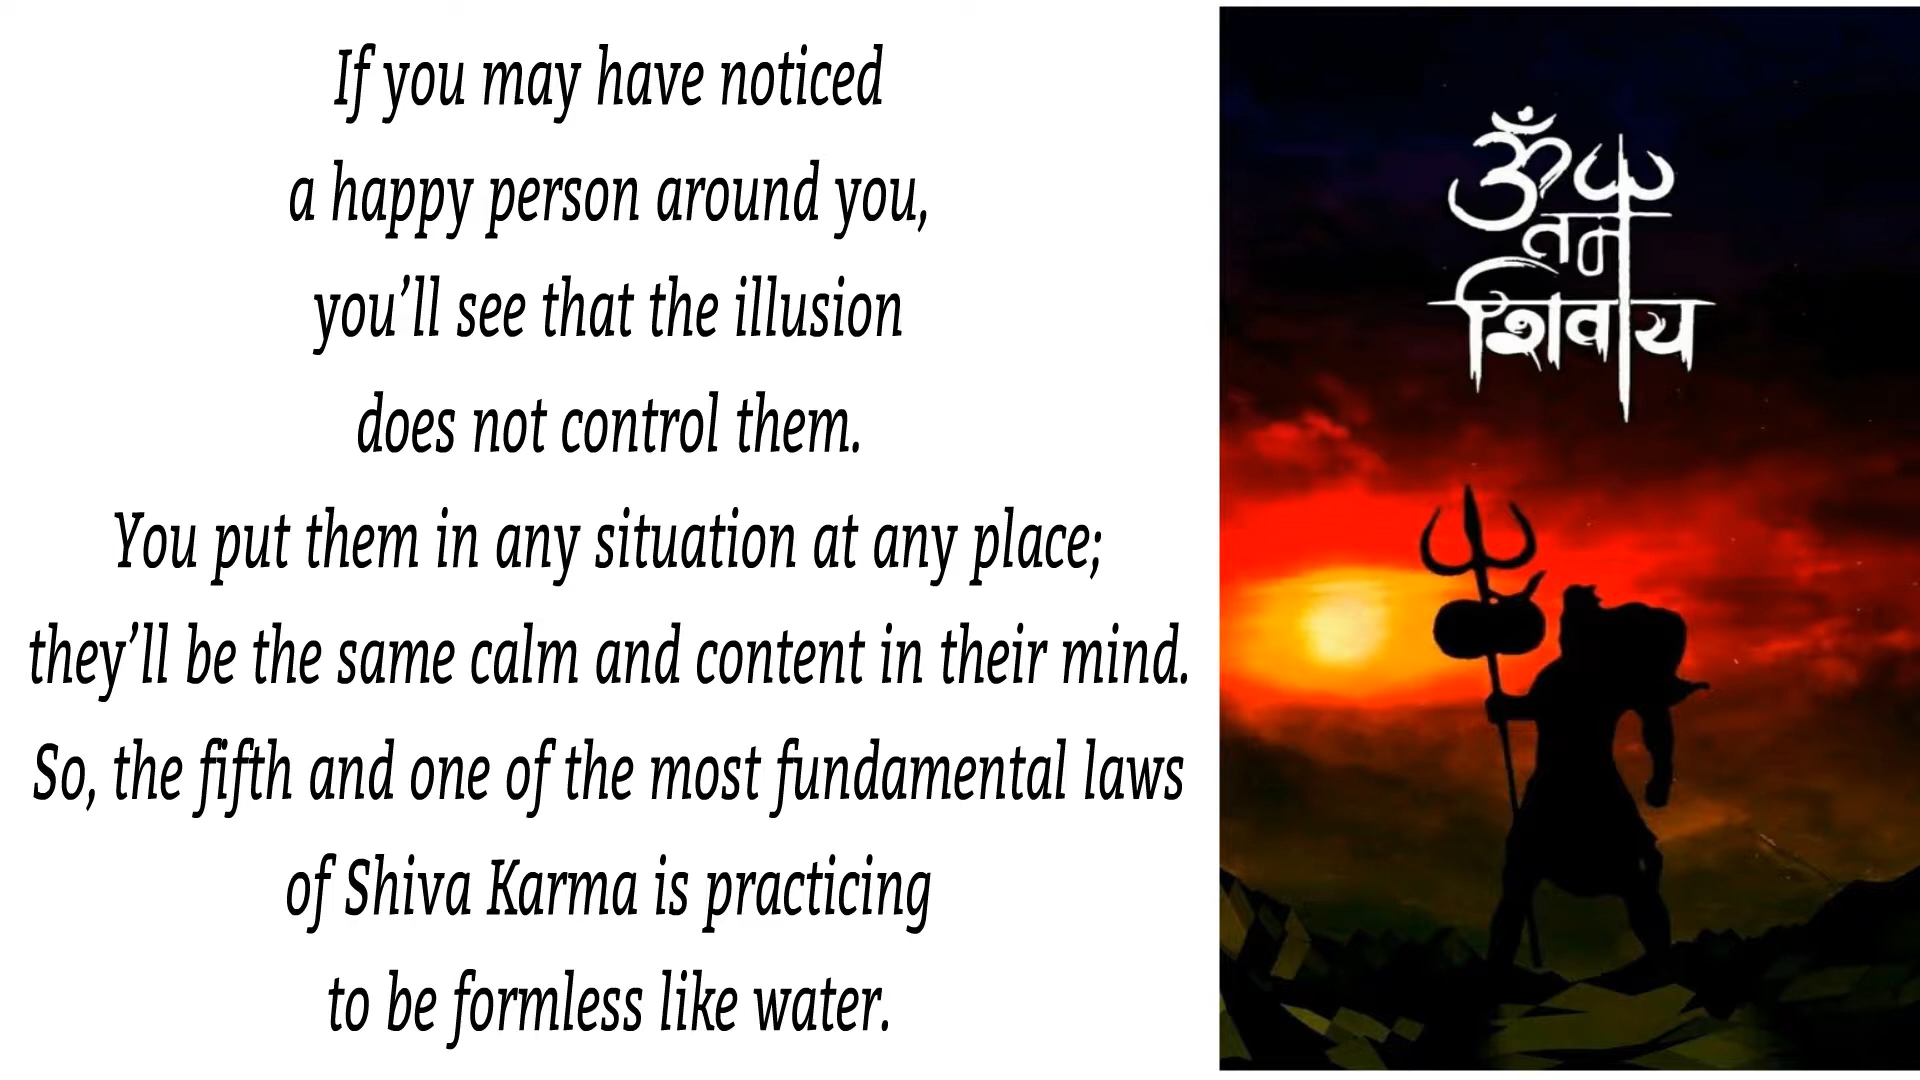 If you may have noticed
a happy person around you,
you’ll see that the illusion
does not control them.
You put them in any situation at any place;
they’ll be the same calm and content in their mind.
So, the fifth and one of the most fundamental laws
of Shiva Karma is practicing
to be formless like water.
ॐ
नमः
शिवाय